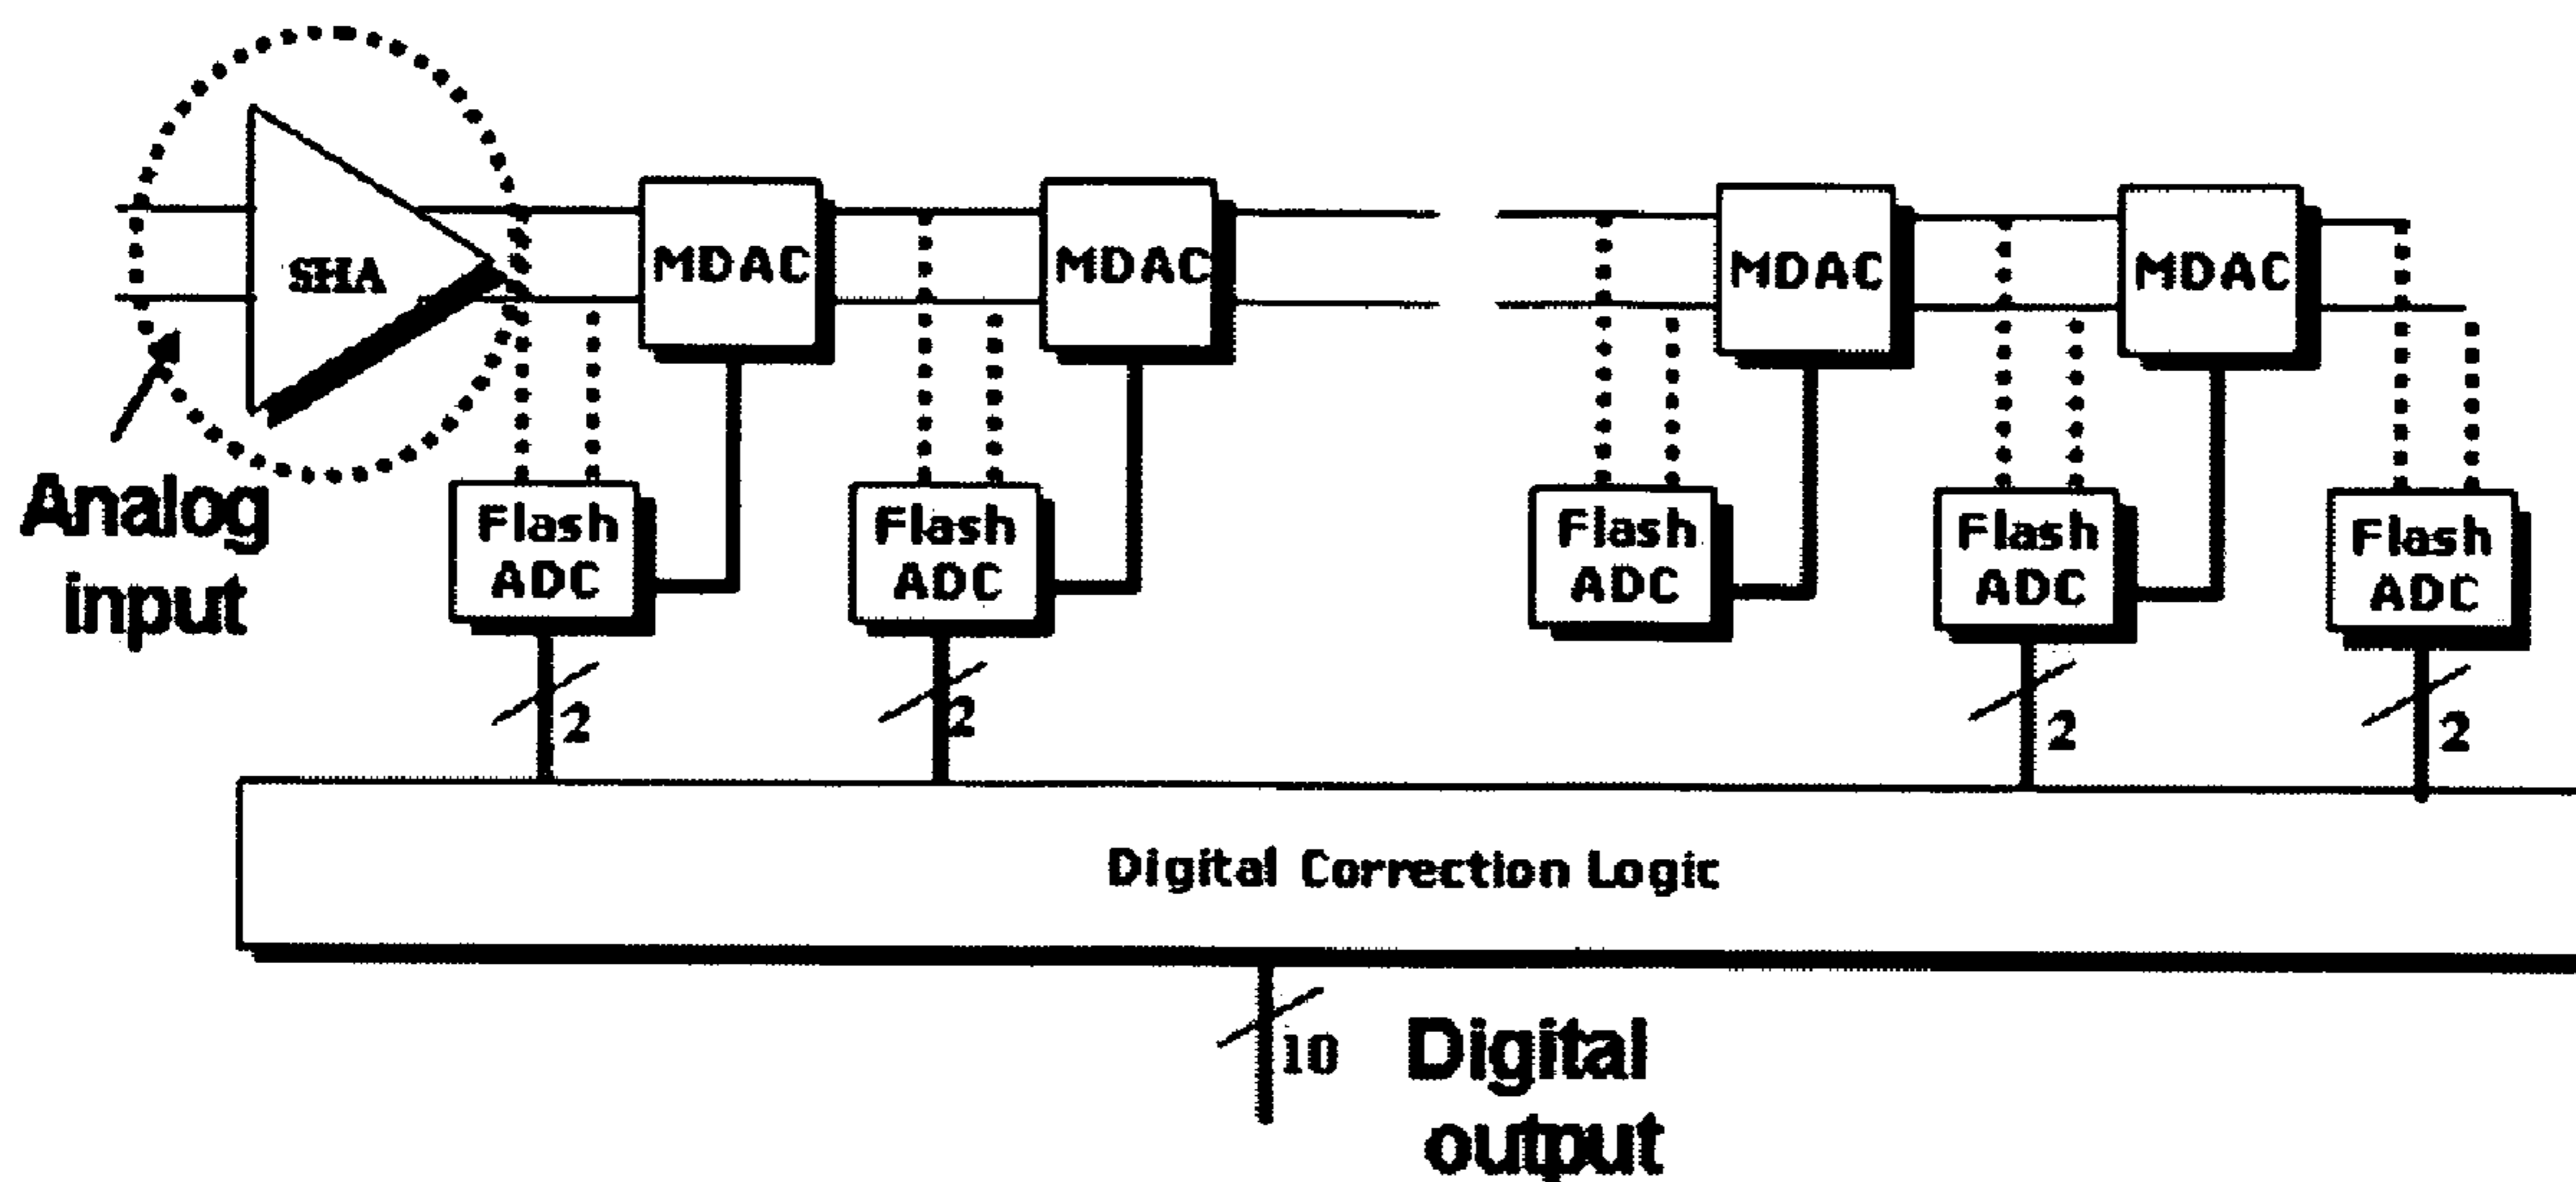 SHA
MDAC
MDAC
MDAC
MDAC
Analog
input
Flash
ADC
Flash
ADC
Flash
ADC
Flash
ADC
Flash
ADC
2
2
2
2
Digital Correction Logic
10
Digital
output